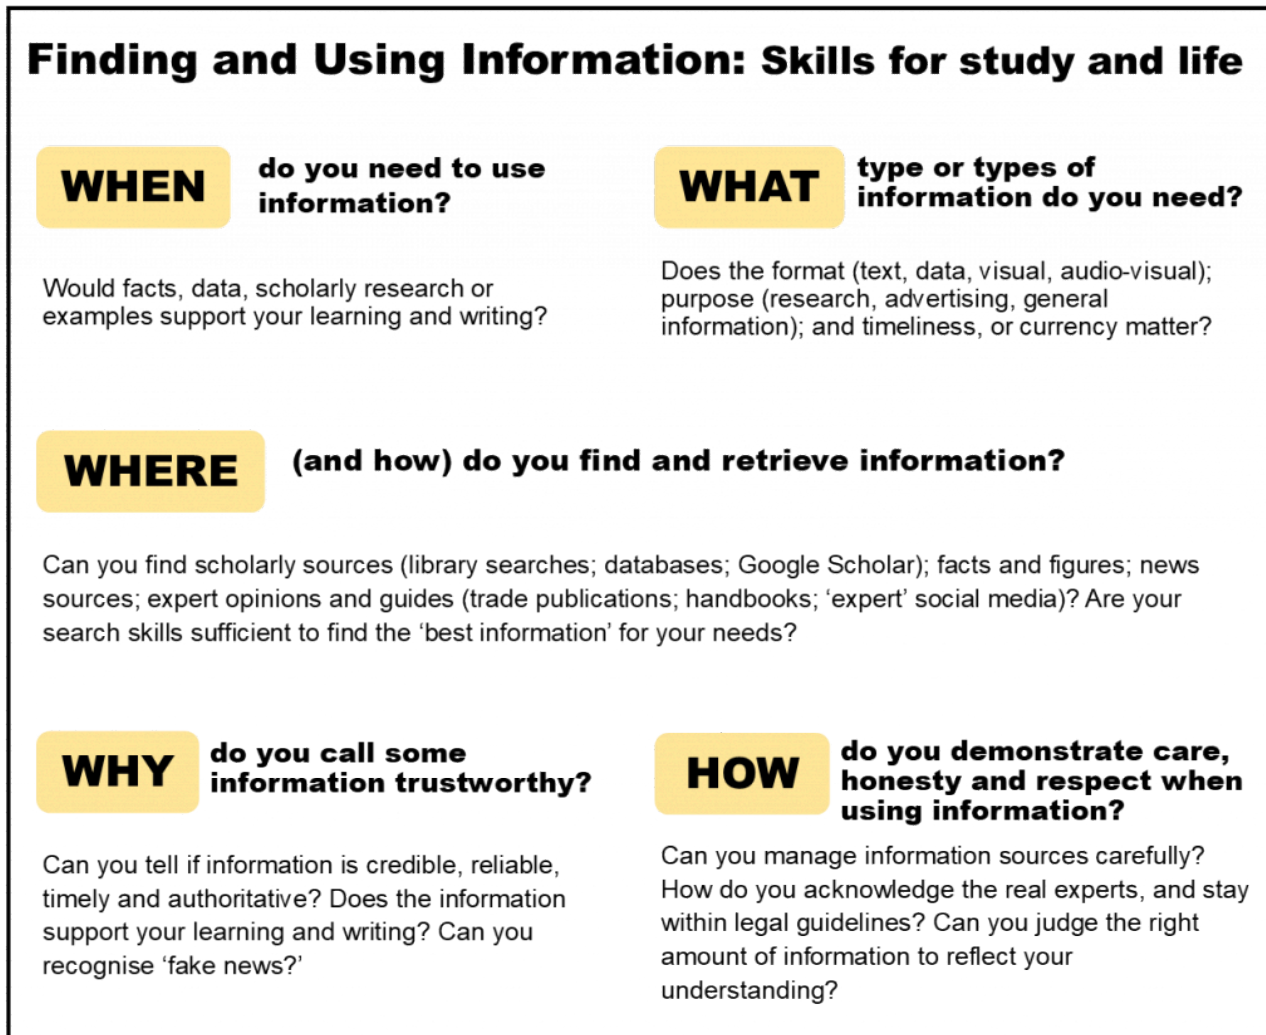 Finding and Using Information: Skills for study and life
WHEN
do you need to use
information?
Would facts, data, scholarly research or
examples support your learning and writing?
WHAT
type or types of
information do you need?
Does the format (text, data, visual, audio-visual);
purpose (research, advertising, general
information); and timeliness, or currency matter?
WHERE
(and how) do you find and retrieve information?
Can you find scholarly sources (library searches; databases; Google Scholar); facts and figures; news
sources; expert opinions and guides (trade publications; handbooks; ‘expert’ social media)? Are your
search skills sufficient to find the ‘best information’ for your needs?
WHY
do you call some
information trustworthy?
Can you tell if information is credible, reliable,
timely and authoritative? Does the information
support your learning and writing? Can you
recognise ‘fake news?’
HOW
do you demonstrate care,
honesty and respect when
using information?
Can you manage information sources carefully?
How do you acknowledge the real experts, and stay
within legal guidelines? Can you judge the right
amount of information to reflect your
understanding?